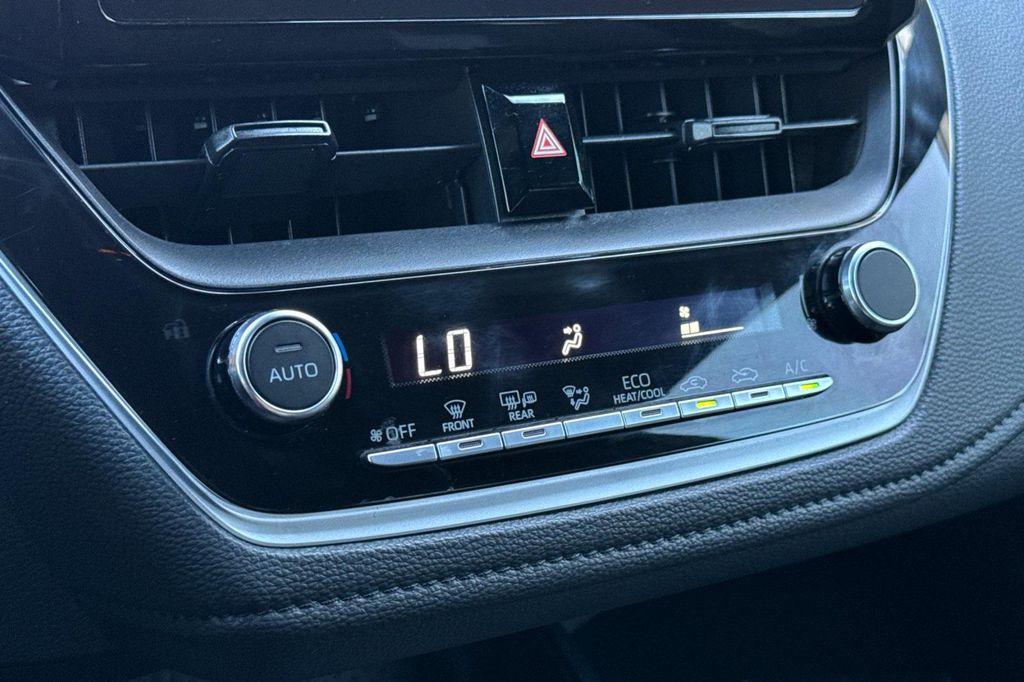 LO
AUTO
OFF
FRONT
REAR
ECO
HEAT/COOL
A/C